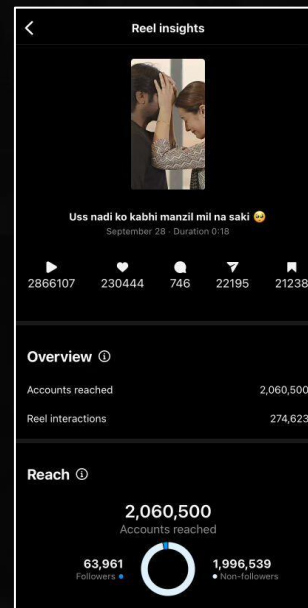 Reel insights
Uss nadi ko kabhi manzil mil na saki 🥺
September 28 · Duration 0:18
2866107 230444 746 22195 21238
Overview
Accounts reached 2,060,500
Reel interactions 274,623
Reach
2,060,500
Accounts reached
63,961 1,996,539
Followers Non-followers